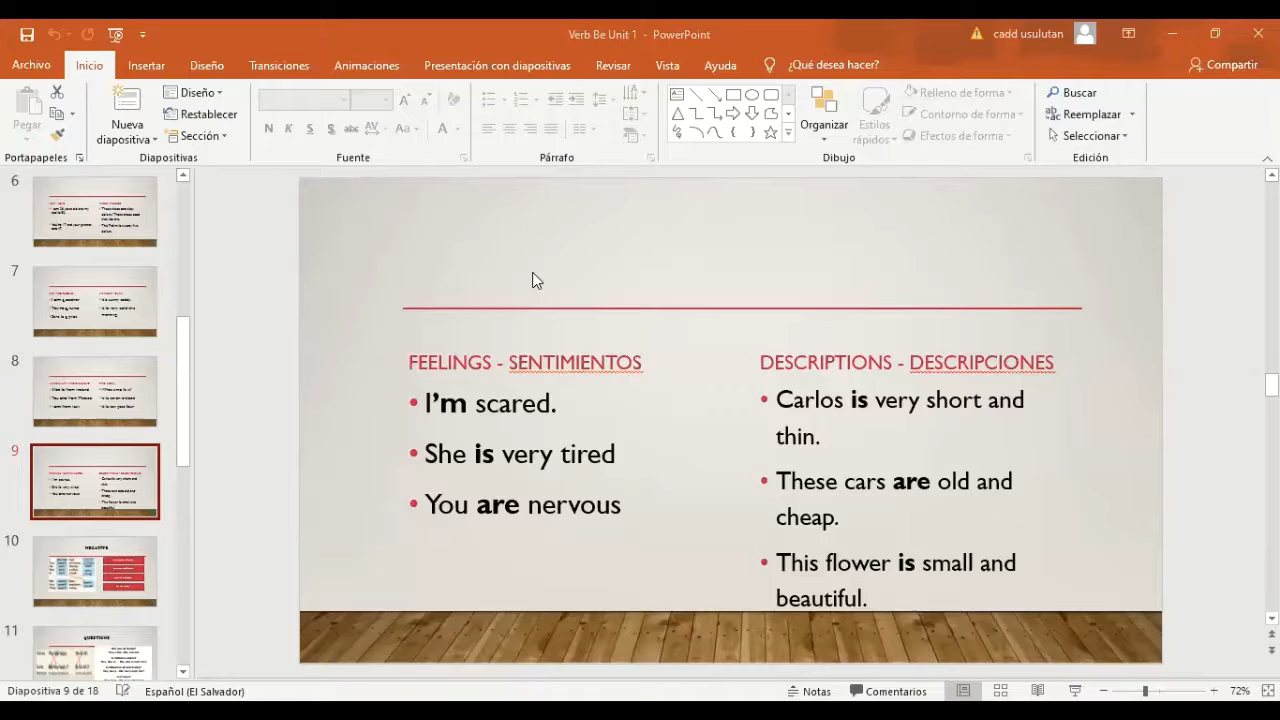 Verb Be Unit 1 - PowerPoint
cadd usulutan
Archivo
Inicio
Insertar
Diseño
Transiciones
Animaciones
Presentación con diapositivas
Revisar
Vista
Ayuda
¿Qué desea hacer?
Compartir
Pegar
Nueva
diapositiva
Diseño
Restablecer
Sección
N K S S abc AV Aa A
Organizar
Estilos
rápidos
Relleno de forma
Contorno de forma
Efectos de forma
Buscar
Reemplazar
Seleccionar
Portapapeles
Diapositivas
Fuente
Párrafo
Dibujo
Edición
6
7
8
9
10
NEGATIVE
11
QUESTIONS
FEELINGS - SENTIMIENTOS
• I'm scared.
• She is very tired
• You are nervous
DESCRIPTIONS - DESCRIPCIONES
• Carlos is very short and
thin.
• These cars are old and
cheap.
• This flower is small and
beautiful.
Diapositiva 9 de 18
Español (El Salvador)
Notas
Comentarios
72%